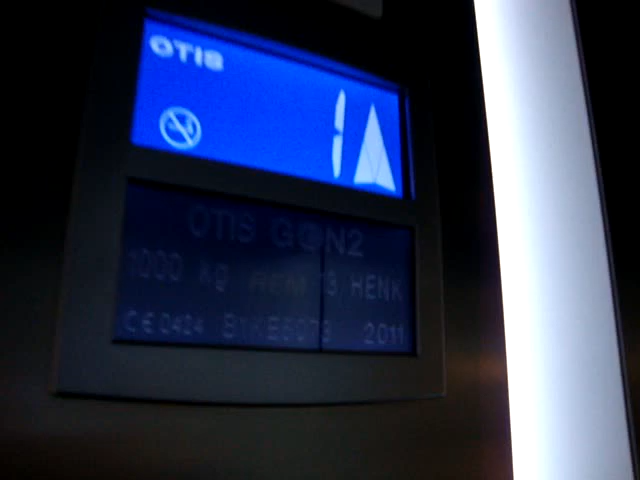 OTIS
1
OTIS GEN2
1000 kg 13 HENK
CE 0424 2011